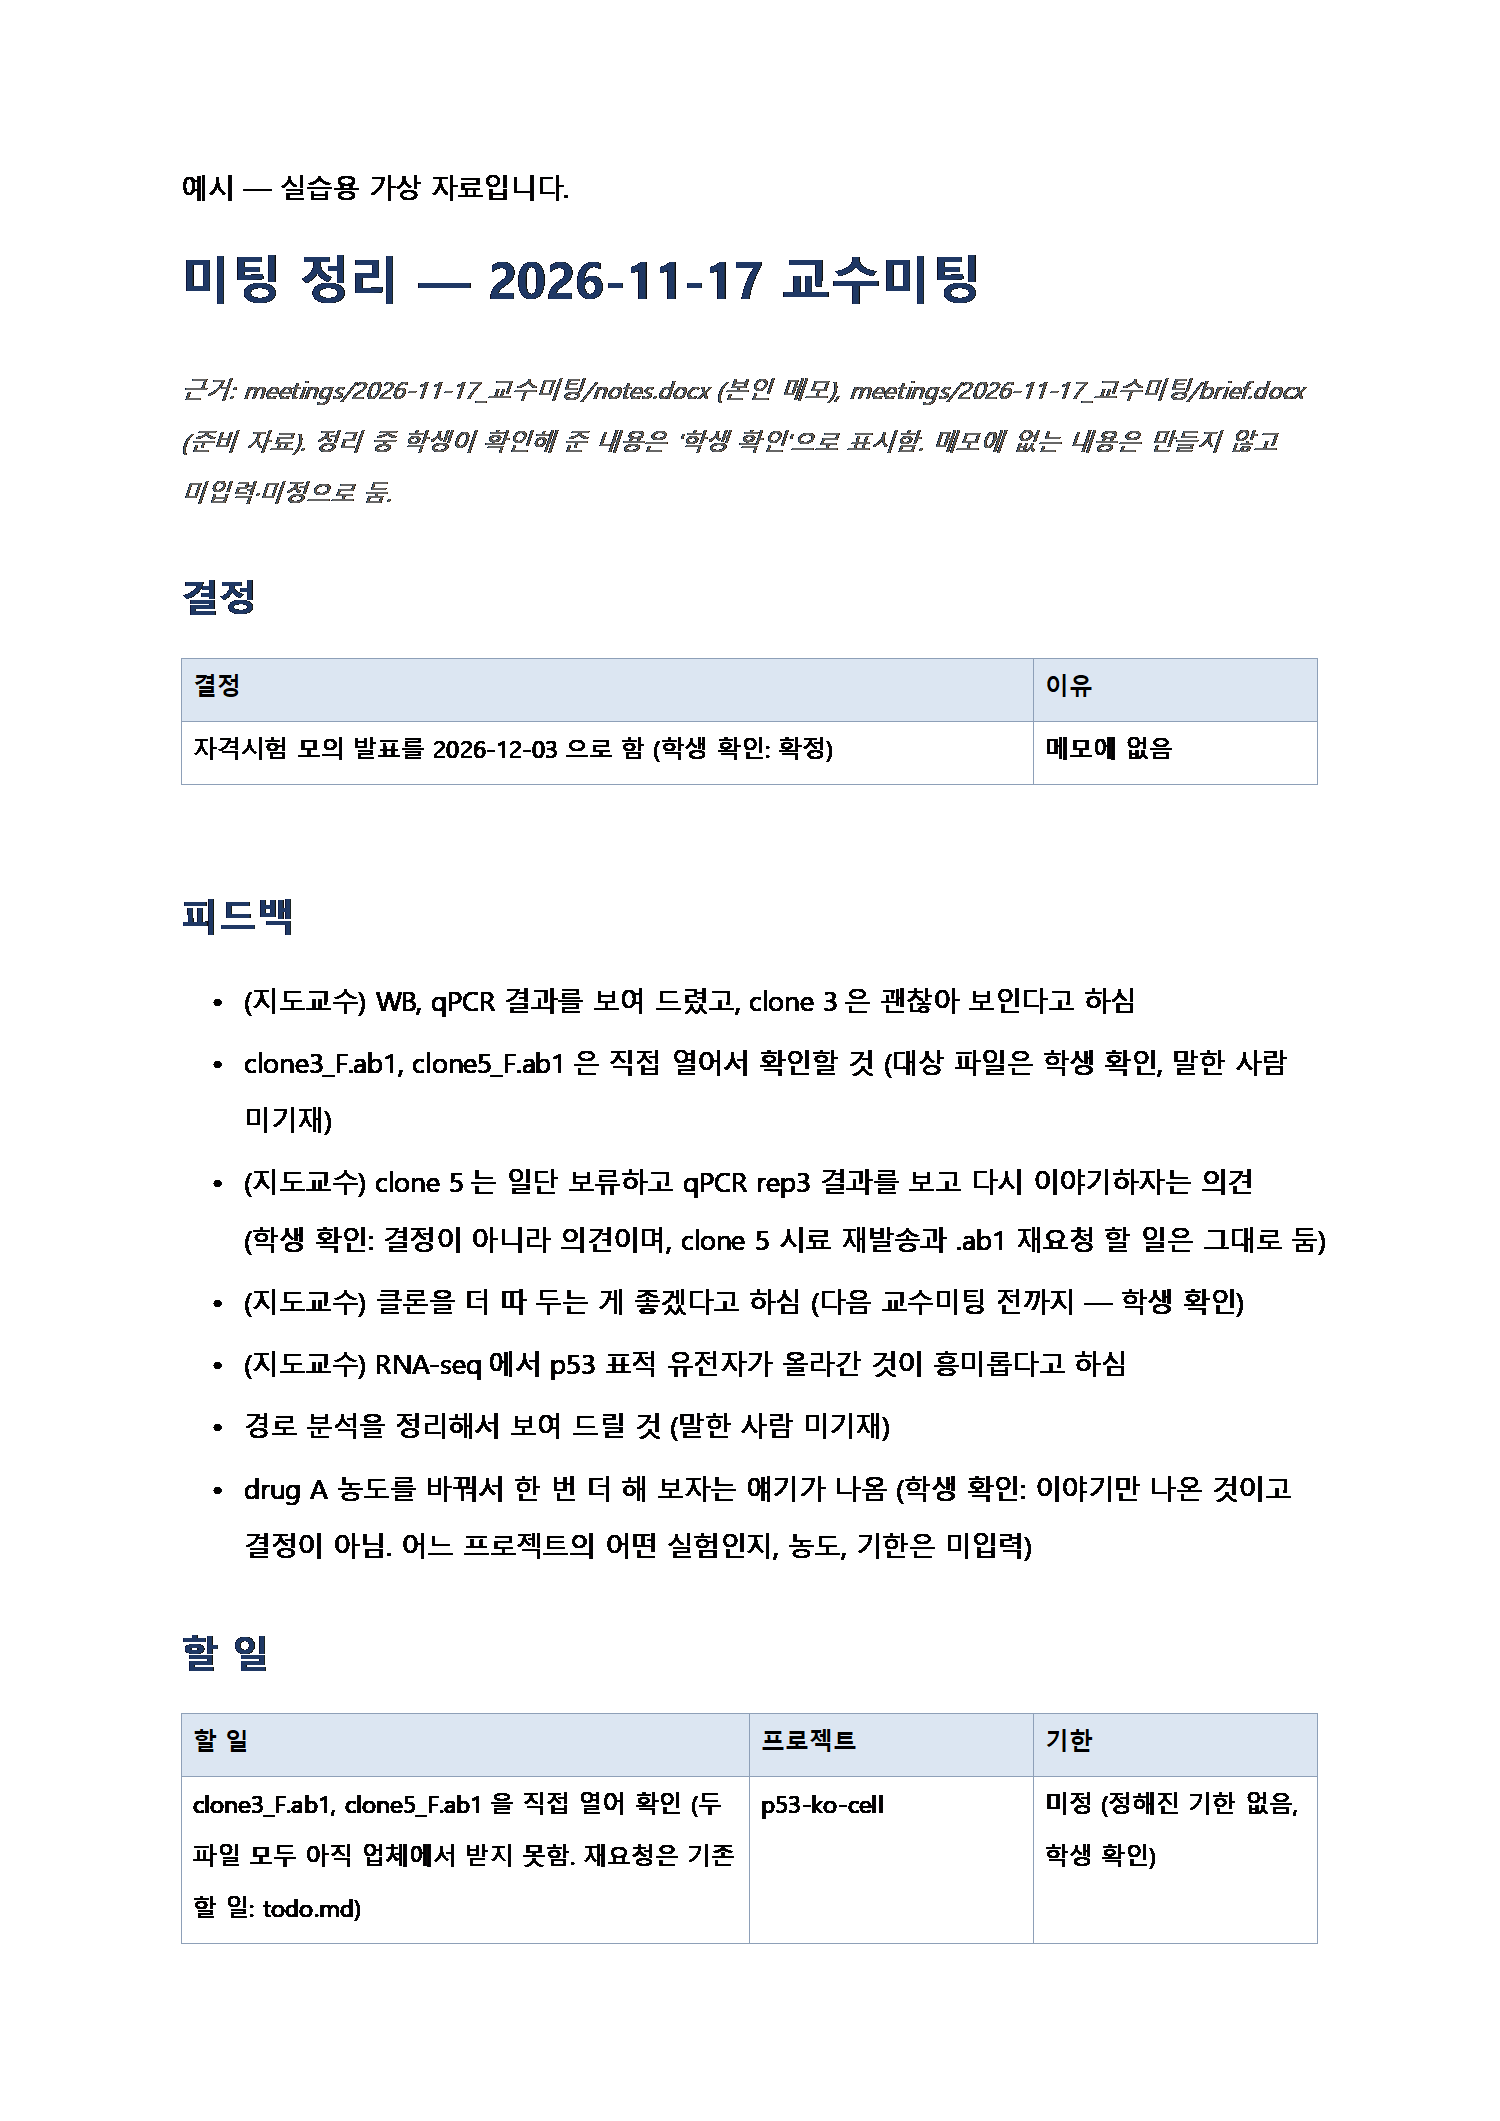 예시 — 실습용 가상 자료입니다.
미팅 정리 — 2026-11-17 교수미팅
근거: meetings/2026-11-17_교수미팅/notes.docx (본인 메모), meetings/2026-11-17_교수미팅/brief.docx
(준비 자료). 정리 중 학생이 확인해 준 내용은 '학생 확인'으로 표시함. 메모에 없는 내용은 만들지 않고
미입력·미정으로 둠.
결정
결정 이유
자격시험 모의 발표를 2026-12-03 으로 함 (학생 확인: 확정) 메모에 없음
피드백
• (지도교수) WB, qPCR 결과를 보여 드렸고, clone 3 은 괜찮아 보인다고 하심
• clone3_F.ab1, clone5_F.ab1 은 직접 열어서 확인할 것 (대상 파일은 학생 확인, 말한 사람
미기재)
• (지도교수) clone 5 는 일단 보류하고 qPCR rep3 결과를 보고 다시 이야기하자는 의견
(학생 확인: 결정이 아니라 의견이며, clone 5 시료 재발송과 .ab1 재요청 할 일은 그대로 둠)
• (지도교수) 클론을 더 따 두는 게 좋겠다고 하심 (다음 교수미팅 전까지 — 학생 확인)
• (지도교수) RNA-seq 에서 p53 표적 유전자가 올라간 것이 흥미롭다고 하심
• 경로 분석을 정리해서 보여 드릴 것 (말한 사람 미기재)
• drug A 농도를 바꿔서 한 번 더 해 보자는 얘기가 나옴 (학생 확인: 이야기만 나온 것이고
결정이 아님. 어느 프로젝트의 어떤 실험인지, 농도, 기한은 미입력)
할 일
할 일 프로젝트 기한
clone3_F.ab1, clone5_F.ab1 을 직접 열어 확인 (두 p53-ko-cell 미정 (정해진 기한 없음,
파일 모두 아직 업체에서 받지 못함. 재요청은 기존 학생 확인)
할 일: todo.md)